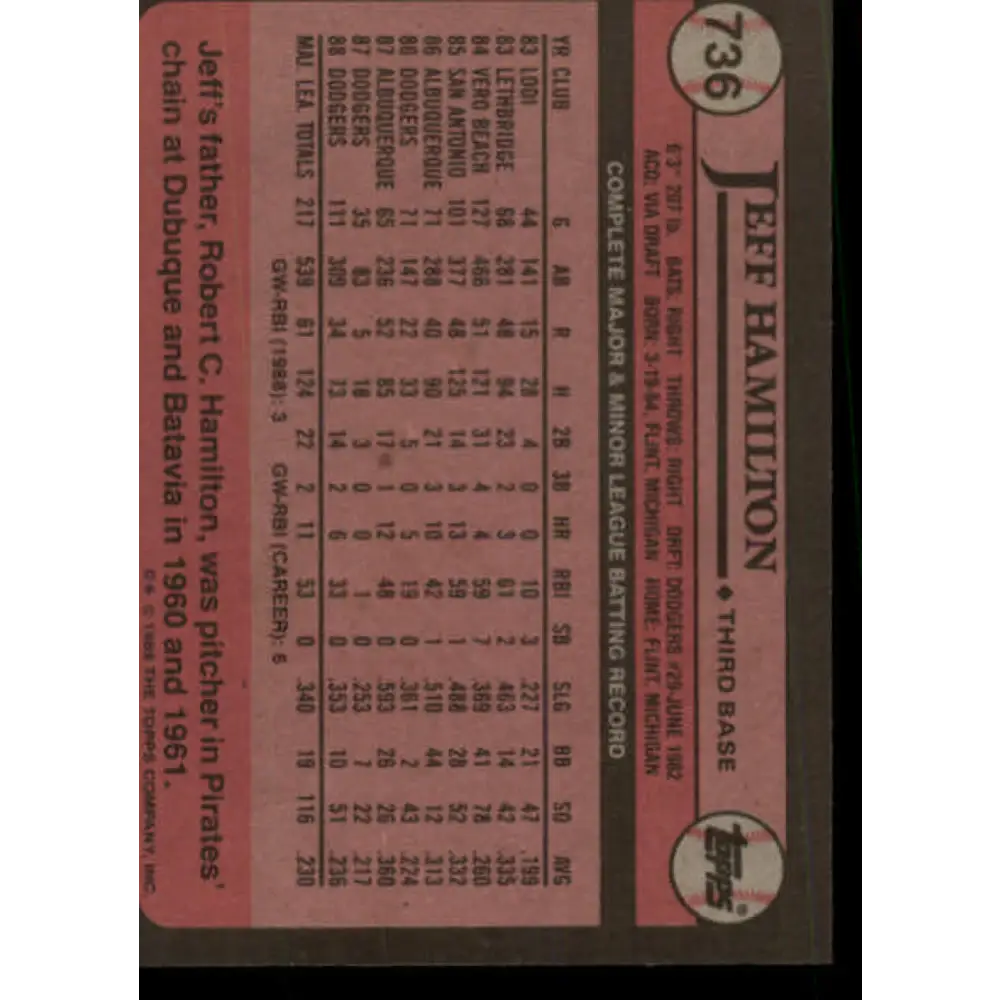 736
JEFF HAMILTON ◆ THIRD BASE
Topps®
6'3" 207 lb. BATS: RIGHT THROWS: RIGHT DRFT: DODGERS #29-JUNE 1982
ACQ: VIA DRAFT BORN: 3-19-64, FLINT, MICHIGAN HOME: FLINT, MICHIGAN
COMPLETE MAJOR & MINOR LEAGUE BATTING RECORD
YR CLUB G AB R H 2B 3B HR RBI SB SLG BB SO AVG
83 LODI 44 141 15 28 4 0 0 10 3 .227 21 47 .199
83 LETHBRIDGE 68 281 48 94 23 2 3 61 2 .463 14 42 .335
84 VERO BEACH 127 466 51 121 31 4 4 59 7 .369 41 78 .260
85 SAN ANTONIO 101 377 48 125 14 3 13 59 1 .488 28 52 .332
86 ALBUQUERQUE 71 288 40 90 21 3 10 42 1 .510 44 12 .313
86 DODGERS 71 147 22 33 5 0 5 19 0 .361 2 43 .224
87 ALBUQUERQUE 65 236 52 85 17 1 12 48 0 .593 26 26 .360
87 DODGERS 35 83 5 18 3 0 0 1 0 .253 7 22 .217
88 DODGERS 111 309 34 73 14 2 6 33 0 .353 10 51 .236
MAJ. LEA. TOTALS 217 539 61 124 22 2 11 53 0 .340 19 116 .230
GW-RBI (1988): 3 GW-RBI (CAREER): 6
Jeff's father, Robert C. Hamilton, was pitcher in Pirates'
chain at Dubuque and Batavia in 1960 and 1961.
© 1989 THE TOPPS COMPANY, INC.